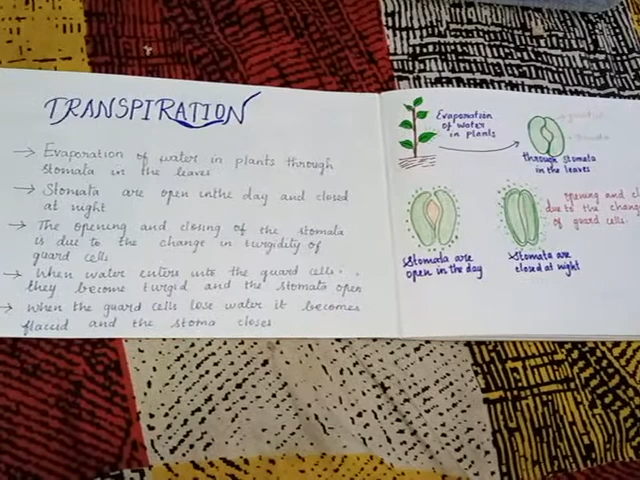 TRANSPIRATION
→ Evaporation of water in plants through
stomata in the leaves
→ Stomata are open in the day and closed
at night
→ The opening and closing of the stomata
is due to the change in turgidity of
guard cells
→ When water enters into the guard cells
they become turgid and the stomata open
→ when the guard cells lose water it becomes
flaccid and the stoma closes
Evaporation
of water
in plants
through stomata
in the leaves
Stomata are
open in the day
Stomata are
closed at night
opening and
due to the
of guard cells